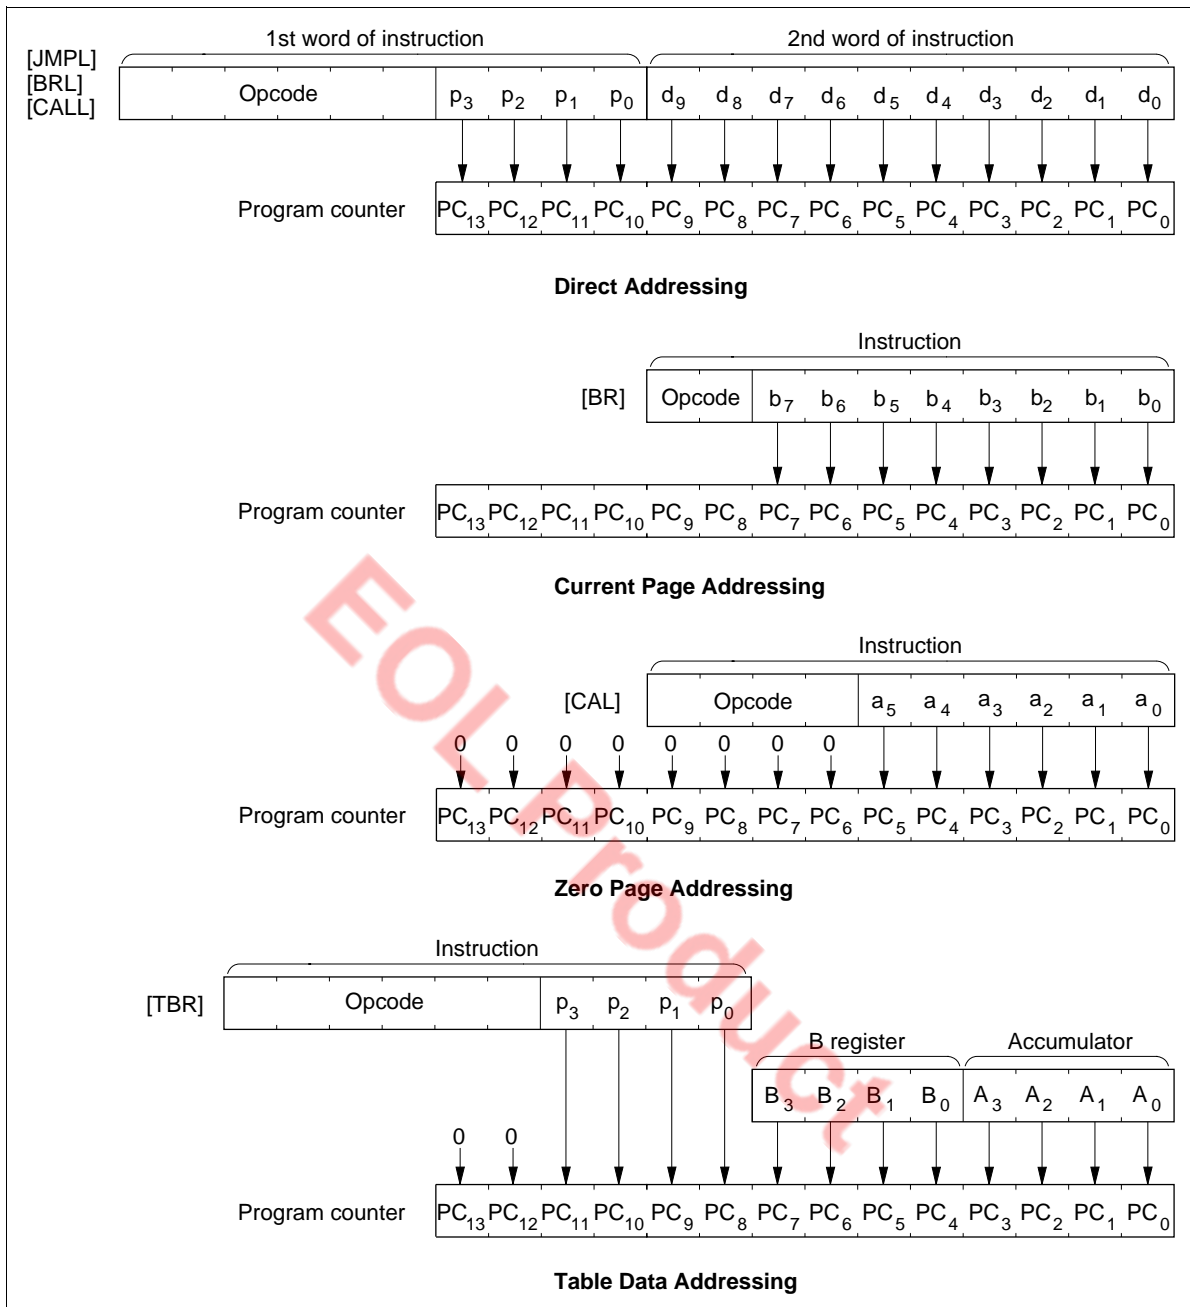 1st word of instruction 2nd word of instruction
[JMPL]
[BRL]
[CALL]
Opcode p3 p2 p1 p0 d9 d8 d7 d6 d5 d4 d3 d2 d1 d0
Program counter PC13 PC12 PC11 PC10 PC9 PC8 PC7 PC6 PC5 PC4 PC3 PC2 PC1 PC0
Direct Addressing
Instruction
[BR] Opcode b7 b6 b5 b4 b3 b2 b1 b0
Program counter PC13 PC12 PC11 PC10 PC9 PC8 PC7 PC6 PC5 PC4 PC3 PC2 PC1 PC0
Current Page Addressing
Instruction
[CAL] Opcode a5 a4 a3 a2 a1 a0
0 0 0 0 0 0 0 0
Program counter PC13 PC12 PC11 PC10 PC9 PC8 PC7 PC6 PC5 PC4 PC3 PC2 PC1 PC0
Zero Page Addressing
Instruction
[TBR] Opcode p3 p2 p1 p0
B register Accumulator
B3 B2 B1 B0 A3 A2 A1 A0
0 0
Program counter PC13 PC12 PC11 PC10 PC9 PC8 PC7 PC6 PC5 PC4 PC3 PC2 PC1 PC0
Table Data Addressing
EOL Product